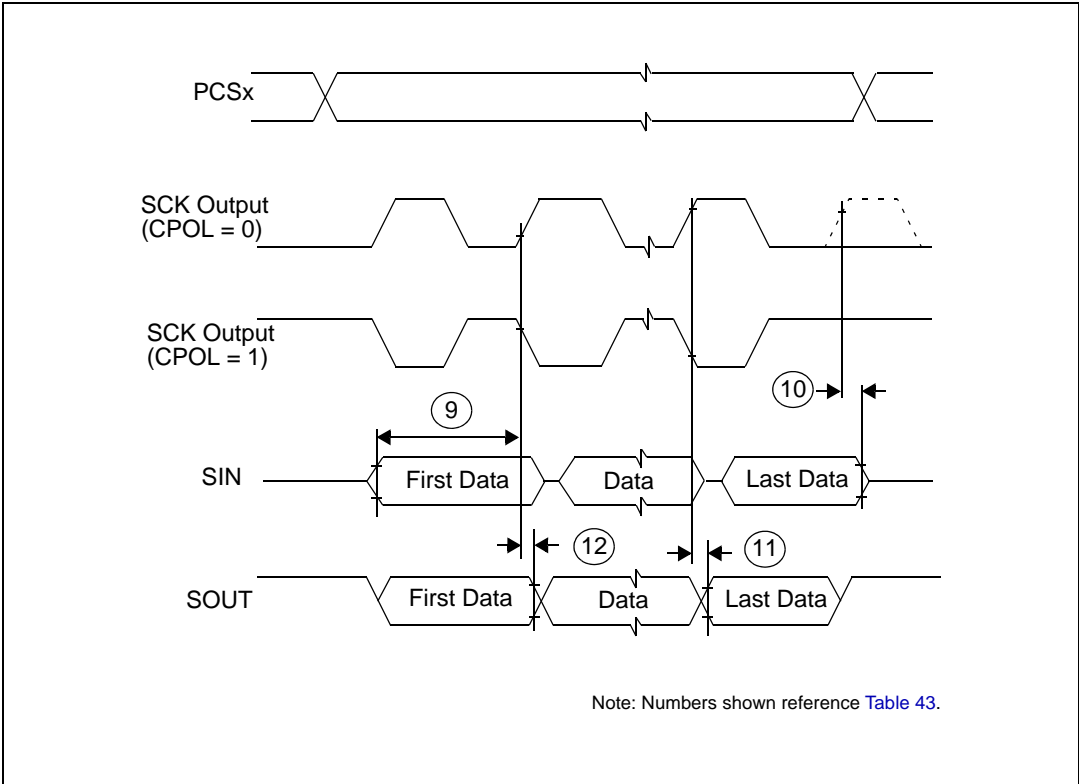 PCSx
SCK Output
(CPOL = 0)
SCK Output
(CPOL = 1)
10
9
SIN
First Data
Data
Last Data
12
11
SOUT
First Data
Data
Last Data
Note: Numbers shown reference Table 43.